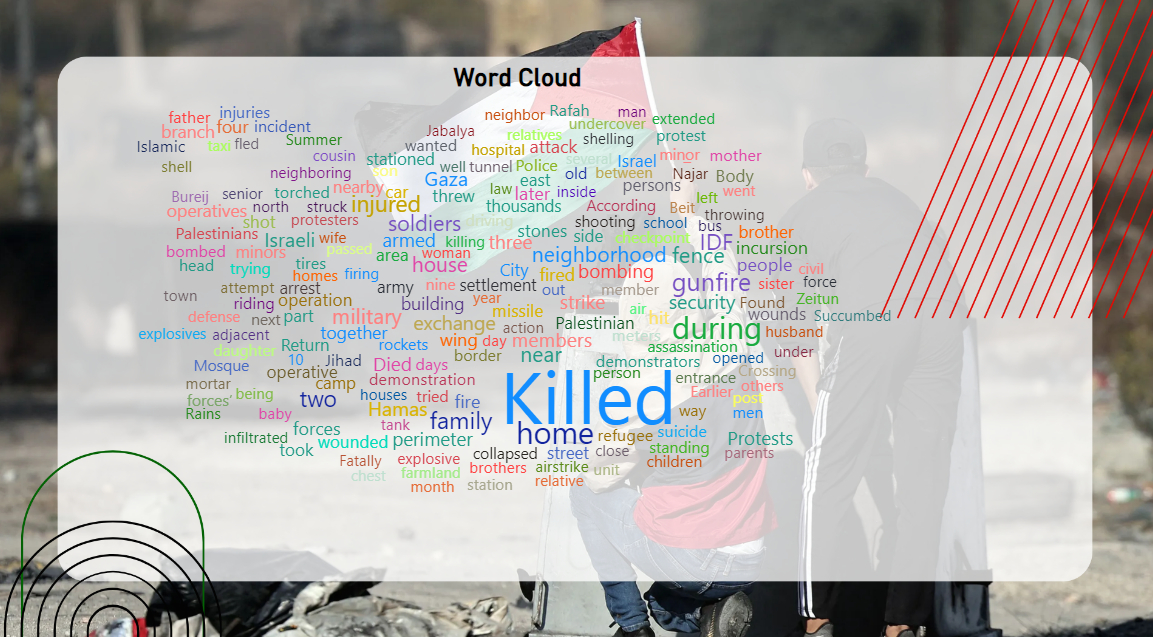 Word Cloud
father injuries neighbor Rafah man
branch four incident undercover extended
Islamic taxi fled Summer Jabalya relatives shelling protest
wanted hospital attack
shell cousin stationed well tunnel Police several Israel minor mother
neighboring son Gaza east old between Najar Body
Bureij senior torched nearby car threw law later inside persons left went
operatives north struck injured thousands According Beit throwing
shot protesters soldiers driving shooting school bus
Palestinians Israeli wife armed killing three stones side checkpoint IDF brother
bombed minors passed area woman neighborhood fence incursion
head trying tires house City fired bombing people civil
homes firing army nine settlement out member gunfire sister force
town attempt arrest
riding operation building year missile strike air security Found Zeitun
defense next part military exchange action Palestinian hit during wounds Succumbed
explosives adjacent together wing day members meters husband
daughter Return rockets border near assassination under
Mosque 10 Jihad Died days demonstrators opened
operative person Crossing
mortar camp demonstration Killed entrance others
forces being two houses tried fire Earlier post
Rains baby Hamas family way men
infiltrated forces tank home refugee suicide
took wounded perimeter collapsed street close standing Protests
Fatally explosive brothers airstrike unit children parents
chest farmland relative
month station